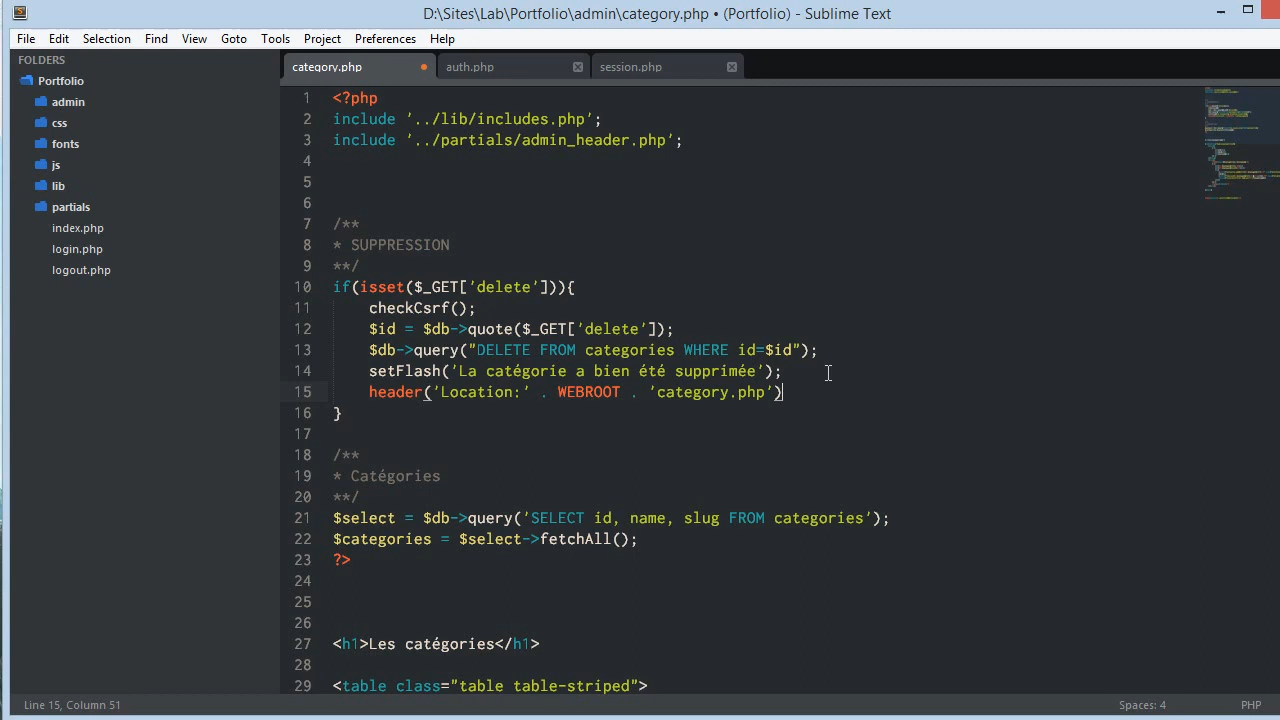 D:\Sites\Lab\Portfolio\admin\category.php • (Portfolio) - Sublime Text
File Edit Selection Find View Goto Tools Project Preferences Help
FOLDERS
Portfolio
admin
css
fonts
js
lib
partials
index.php
login.php
logout.php
category.php auth.php session.php
1 <?php
2 include '../lib/includes.php';
3 include '../partials/admin_header.php';
4
5
6
7 /**
8 * SUPPRESSION
9 **/
10 if(isset($_GET['delete'])){
11 checkCsrf();
12 $id = $db->quote($_GET['delete']);
13 $db->query("DELETE FROM categories WHERE id=$id");
14 setFlash('La catégorie a bien été supprimée');
15 header('Location:' . WEBROOT . 'category.php')
16 }
17
18 /**
19 * Catégories
20 **/
21 $select = $db->query('SELECT id, name, slug FROM categories');
22 $categories = $select->fetchAll();
23 ?>
24
25
26
27 <h1>Les catégories</h1>
28
29 <table class="table table-striped">
Line 15, Column 51 Spaces: 4 PHP